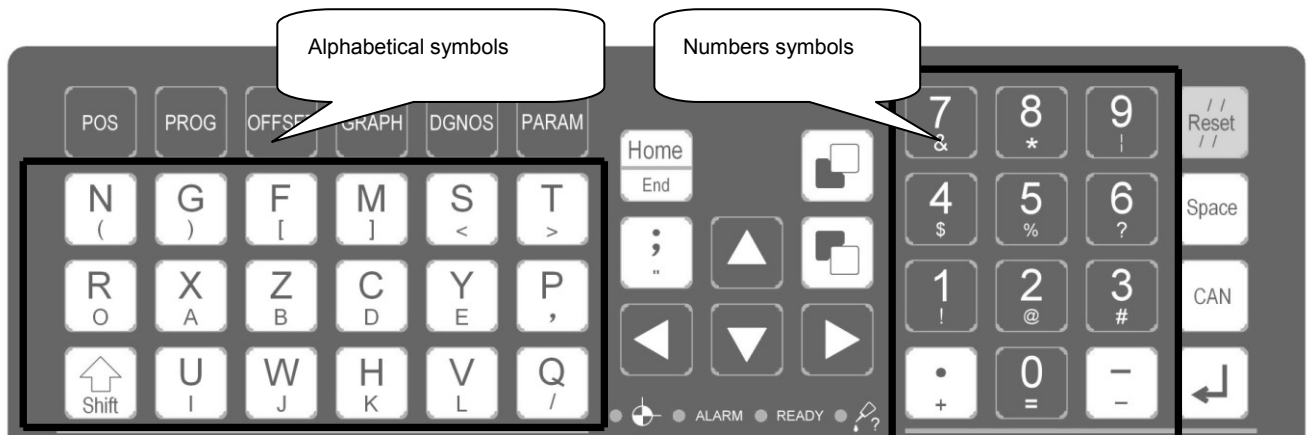 Alphabetical symbols
Numbers symbols
POS PROG OFFSET GRAPH DGNOS PARAM
7 & 8 * 9 ¦
/ / Reset / /
Home
End
N ( G ) F [ M ] S < T >
4 $ 5 % 6 ? Space
; "
R O X A Z B C D Y E P ,
1 ! 2 @ 3 # CAN
Shift U I W J H K V L Q /
• + 0 = — –
ALARM READY ?